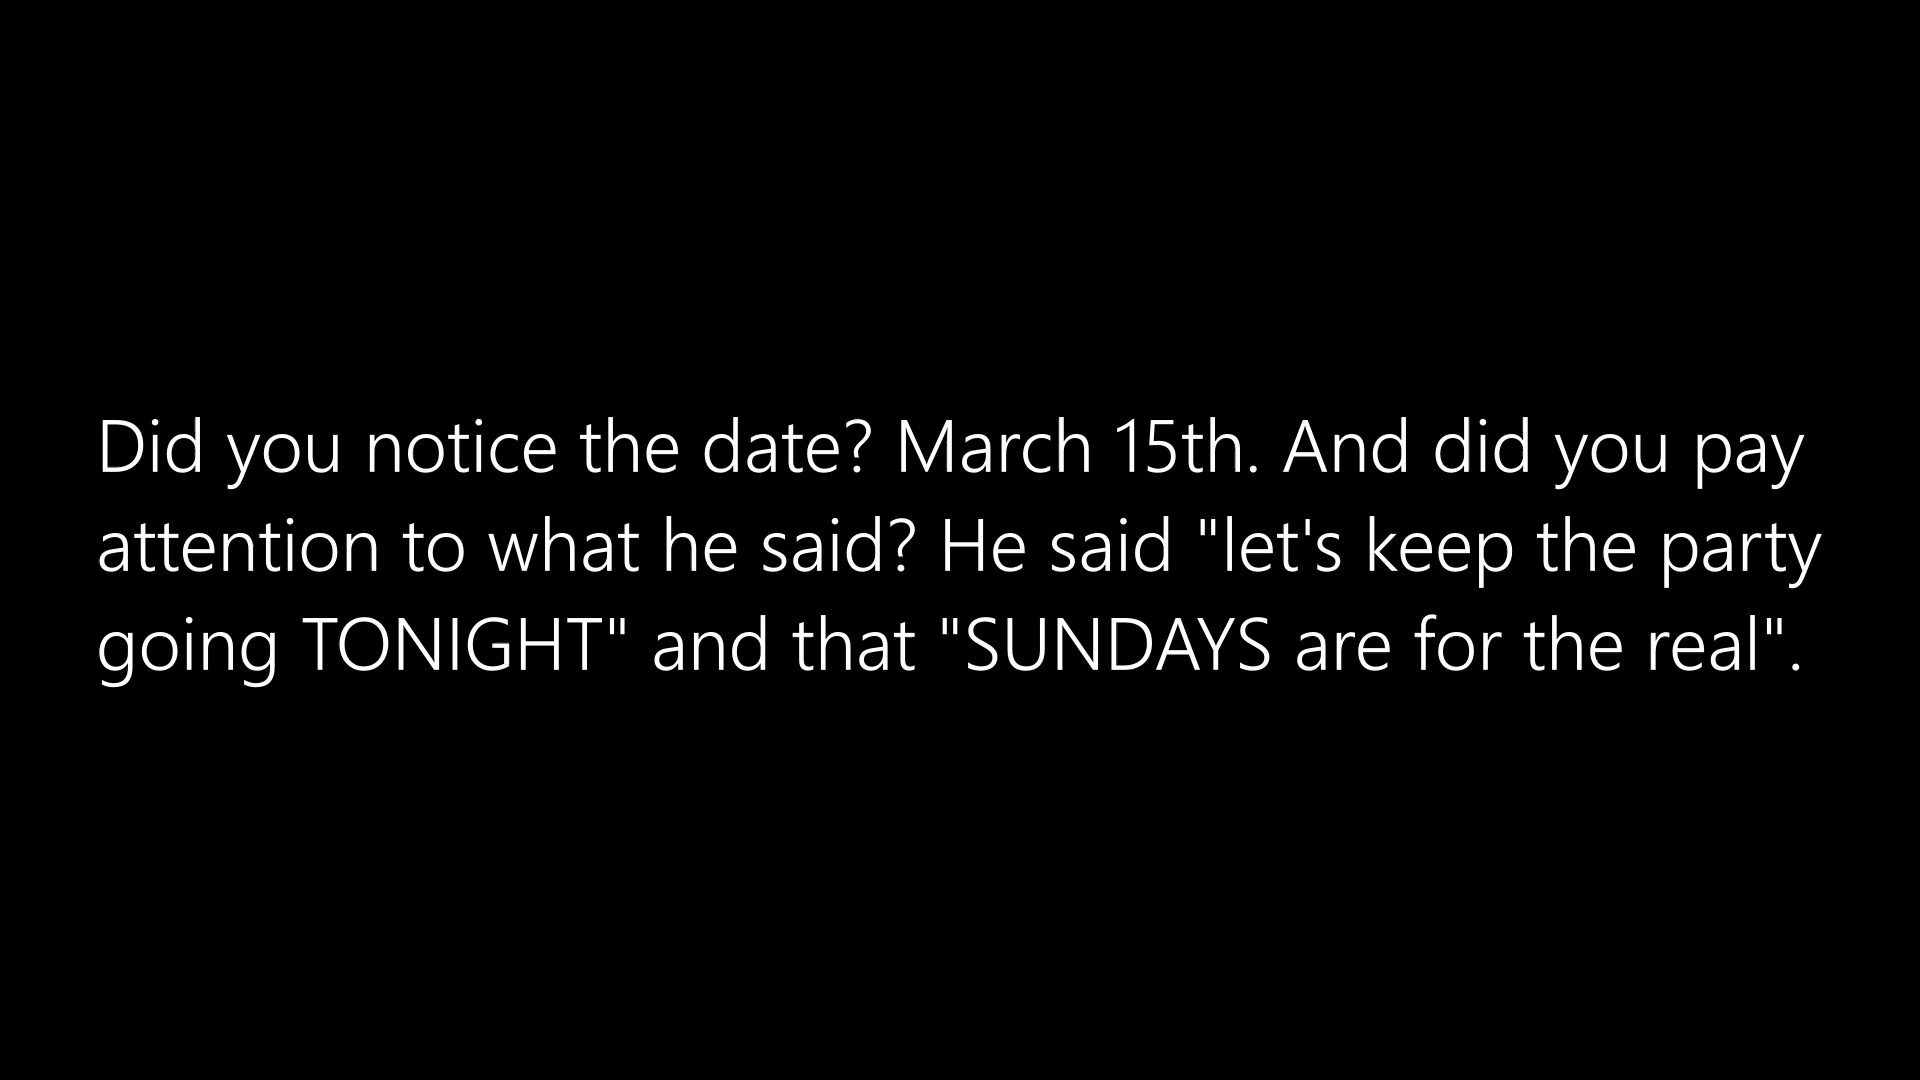 Did you notice the date? March 15th. And did you pay
attention to what he said? He said "let's keep the party
going TONIGHT" and that "SUNDAYS are for the real".